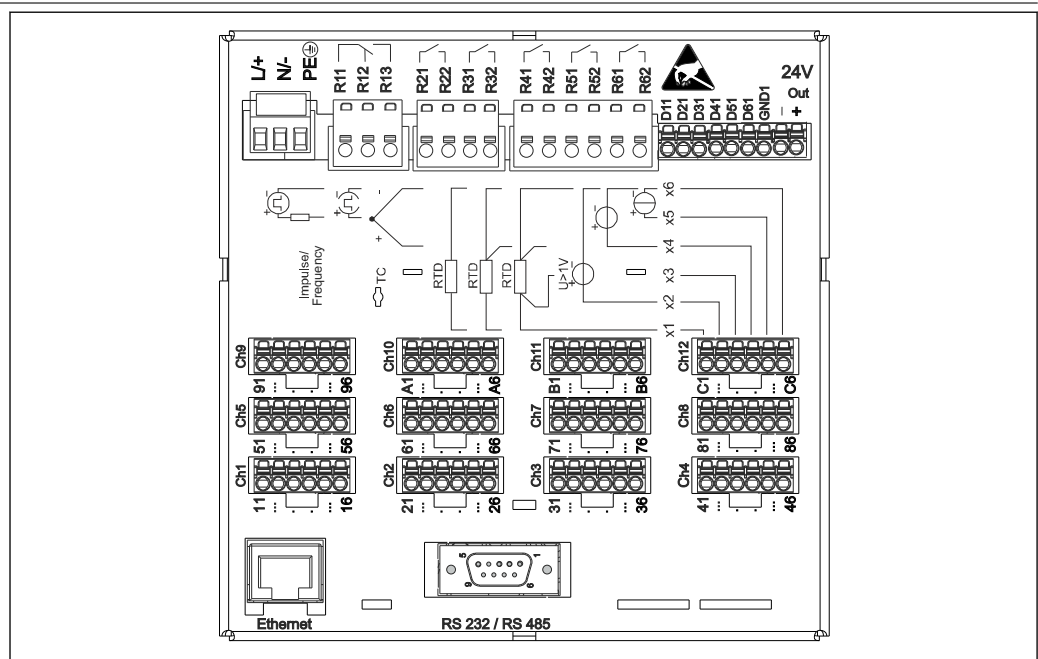 L/+
N/-
PE
R11
R12
R13
R21
R22
R31
R32
R41
R42
R51
R52
R61
R62
D11
D21
D31
D41
D51
D61
GND1
24V
Out
-
+
- +
- +
-
+
Impulse/
Frequency
TC
RTD
RTD
RTD
U>1V
+ -
+ -
+ -
x6
x5
x4
x3
x2
x1
Ch9
91 ... . . ... 96
Ch10
A1 ... . . ... A6
Ch11
B1 ... . . ... B6
Ch12
C1 ... . . ... C6
Ch5
51 ... . . ... 56
Ch6
61 ... . . ... 66
Ch7
71 ... . . ... 76
Ch8
81 ... . . ... 86
Ch1
11 ... . . ... 16
Ch2
21 ... . . ... 26
Ch3
31 ... . . ... 36
Ch4
41 ... . . ... 46
Ethernet
5
1
9
6
RS 232 / RS 485